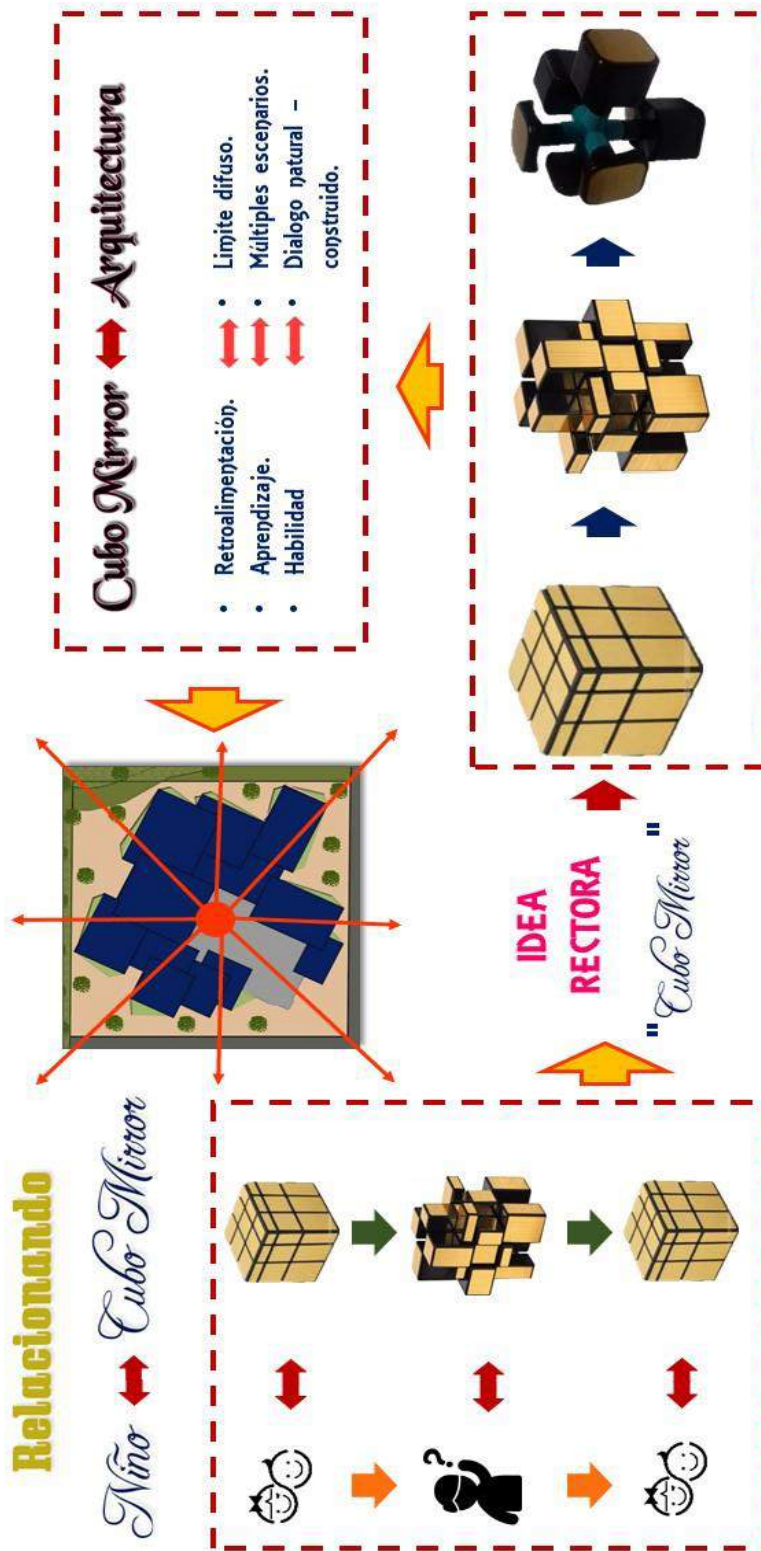 Relacionando
Niño Cubo Mirror
IDEA
RECTORA
"Cubo Mirror"
Cubo Mirror Arquitectura
• Retroalimentación.
• Aprendizaje.
• Habilidad
• Limite difuso.
• Múltiples escenarios.
• Dialogo natural –
construido.
?